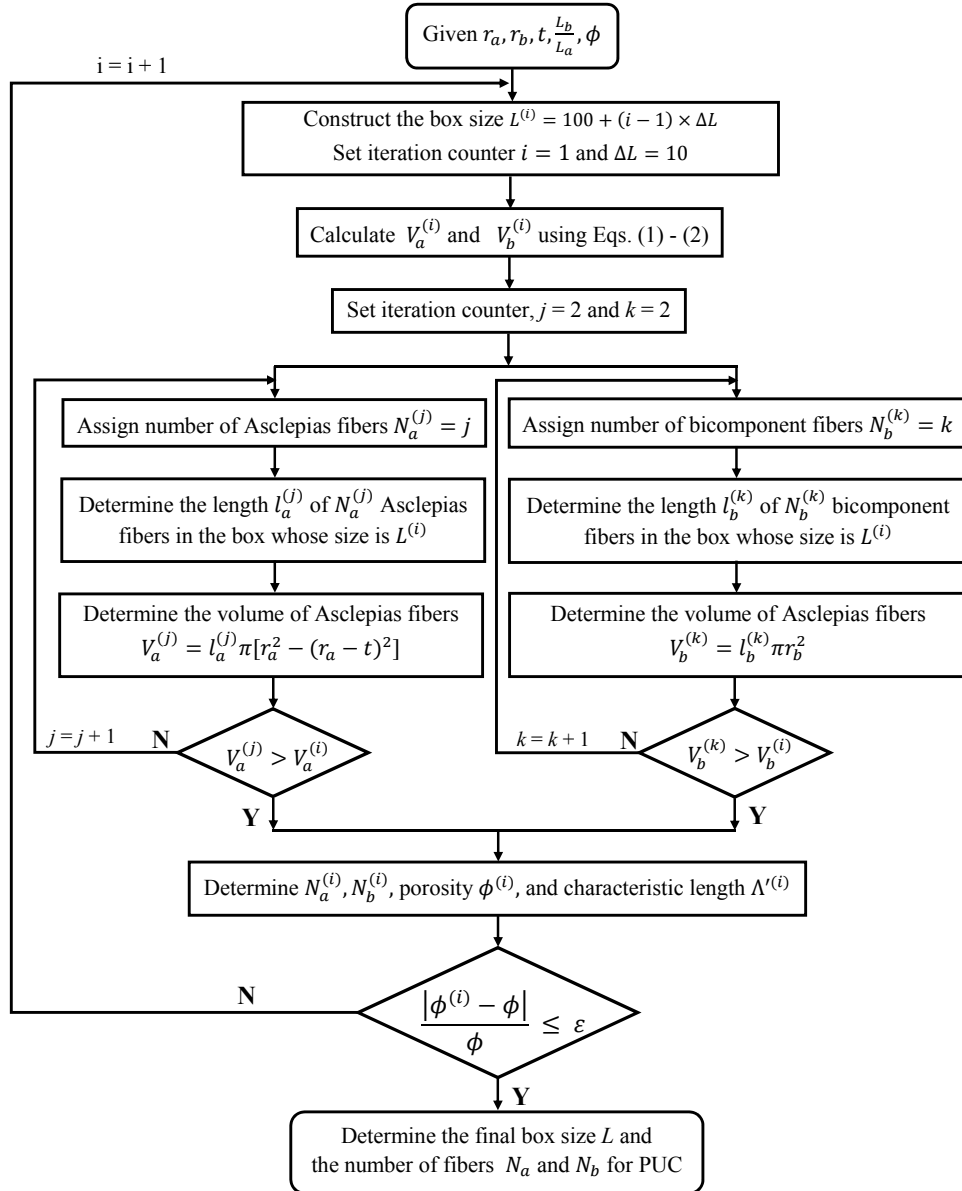 Given r_a, r_b, t, L_b/L_a, ϕ
i = i + 1
Construct the box size L^(i) = 100 + (i − 1) × ΔL
Set iteration counter i = 1 and ΔL = 10
Calculate V_a^(i) and V_b^(i) using Eqs. (1) - (2)
Set iteration counter, j = 2 and k = 2
Assign number of Asclepias fibers N_a^(j) = j
Determine the length l_a^(j) of N_a^(j) Asclepias
fibers in the box whose size is L^(i)
Determine the volume of Asclepias fibers
V_a^(j) = l_a^(j) π[r_a^2 − (r_a − t)^2]
j = j + 1
N
V_a^(j) > V_a^(i)
Y
Assign number of bicomponent fibers N_b^(k) = k
Determine the length l_b^(k) of N_b^(k) bicomponent
fibers in the box whose size is L^(i)
Determine the volume of Asclepias fibers
V_b^(k) = l_b^(k) πr_b^2
k = k + 1
N
V_b^(k) > V_b^(i)
Y
Determine N_a^(i), N_b^(i), porosity ϕ^(i), and characteristic length Λ′^(i)
N
|ϕ^(i) − ϕ|/ϕ ≤ ε
Y
Determine the final box size L and
the number of fibers N_a and N_b for PUC